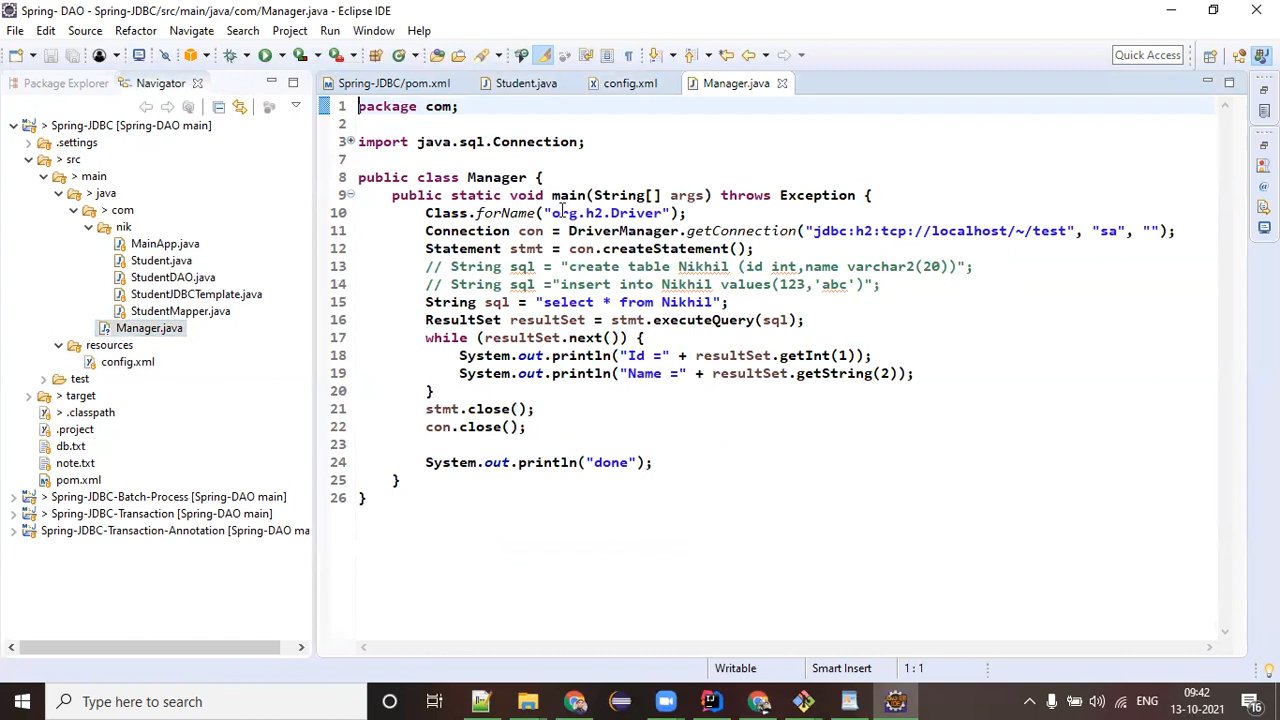 Spring- DAO - Spring-JDBC/src/main/java/com/Manager.java - Eclipse IDE
File Edit Source Refactor Navigate Search Project Run Window Help
Quick Access
Package Explorer Navigator
Spring-JDBC/pom.xml Student.java config.xml Manager.java
Spring-JDBC [Spring-DAO main]
.settings
> src
> main
> java
> com
nik
MainApp.java
Student.java
StudentDAO.java
StudentJDBCTemplate.java
StudentMapper.java
Manager.java
resources
config.xml
test
> target
> .classpath
.project
db.txt
note.txt
pom.xml
> Spring-JDBC-Batch-Process [Spring-DAO main]
> Spring-JDBC-Transaction [Spring-DAO main]
Spring-JDBC-Transaction-Annotation [Spring-DAO ma
1 package com;
2
3 import java.sql.Connection;
7
8 public class Manager {
9 public static void main(String[] args) throws Exception {
10 Class.forName("org.h2.Driver");
11 Connection con = DriverManager.getConnection("jdbc:h2:tcp://localhost/~/test", "sa", "");
12 Statement stmt = con.createStatement();
13 // String sql = "create table Nikhil (id int,name varchar2(20))";
14 // String sql ="insert into Nikhil values(123,'abc')";
15 String sql = "select * from Nikhil";
16 ResultSet resultSet = stmt.executeQuery(sql);
17 while (resultSet.next()) {
18 System.out.println("Id =" + resultSet.getInt(1));
19 System.out.println("Name =" + resultSet.getString(2));
20 }
21 stmt.close();
22 con.close();
23
24 System.out.println("done");
25 }
26 }
Writable Smart Insert 1 : 1
Type here to search
ENG
09:42
13-10-2021
16